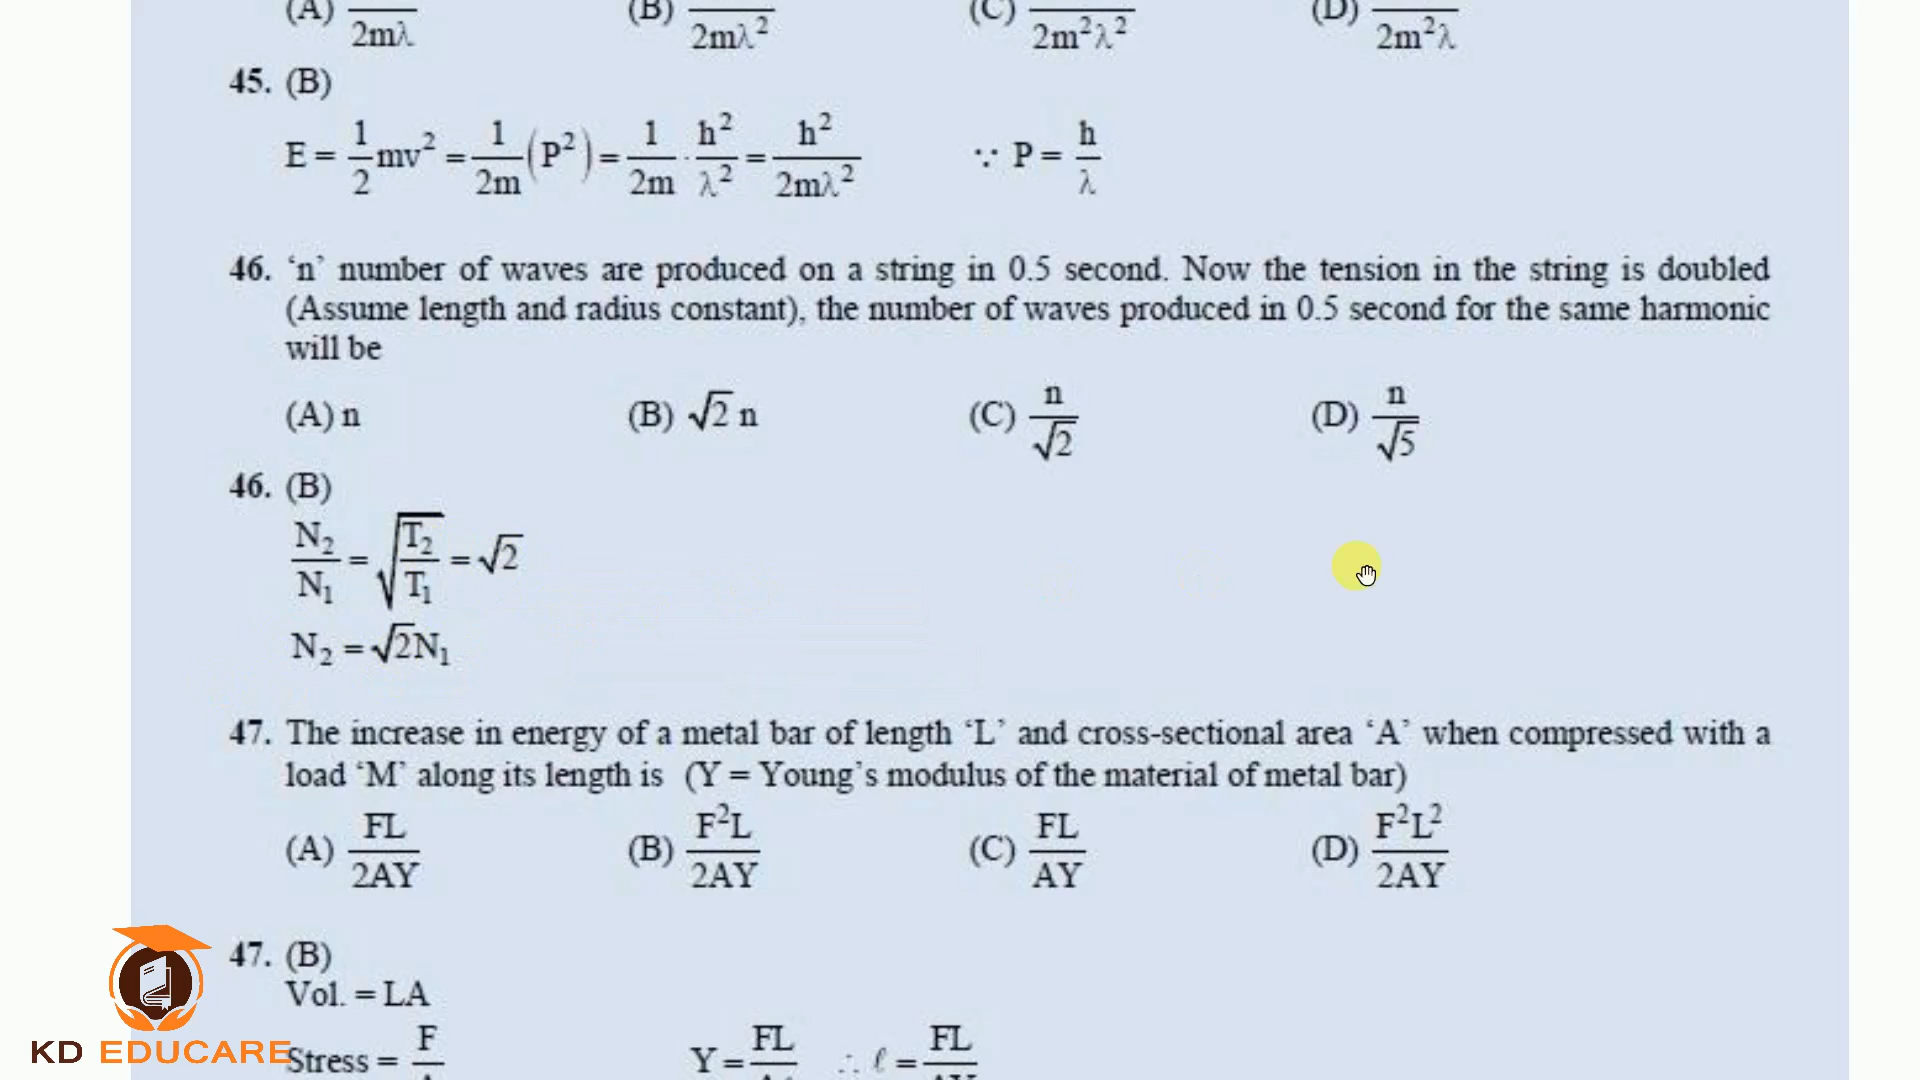 (A) ―/2mλ (B) ―/2mλ² (C) ―/2m²λ² (D) ―/2m²λ
45. (B)
E = 1/2 mv² = 1/2m (P²) = 1/2m · h²/λ² = h²/2mλ² ∵ P = h/λ
46. ‘n’ number of waves are produced on a string in 0.5 second. Now the tension in the string is doubled
(Assume length and radius constant), the number of waves produced in 0.5 second for the same harmonic
will be
(A) n (B) √2 n (C) n/√2 (D) n/√5
46. (B)
N₂/N₁ = √(T₂/T₁) = √2
N₂ = √2N₁
47. The increase in energy of a metal bar of length ‘L’ and cross-sectional area ‘A’ when compressed with a
load ‘M’ along its length is (Y = Young’s modulus of the material of metal bar)
(A) FL/2AY (B) F²L/2AY (C) FL/AY (D) F²L²/2AY
47. (B)
Vol. = LA
Stress = F Y = FL ∴ ℓ = FL
KD EDUCARE